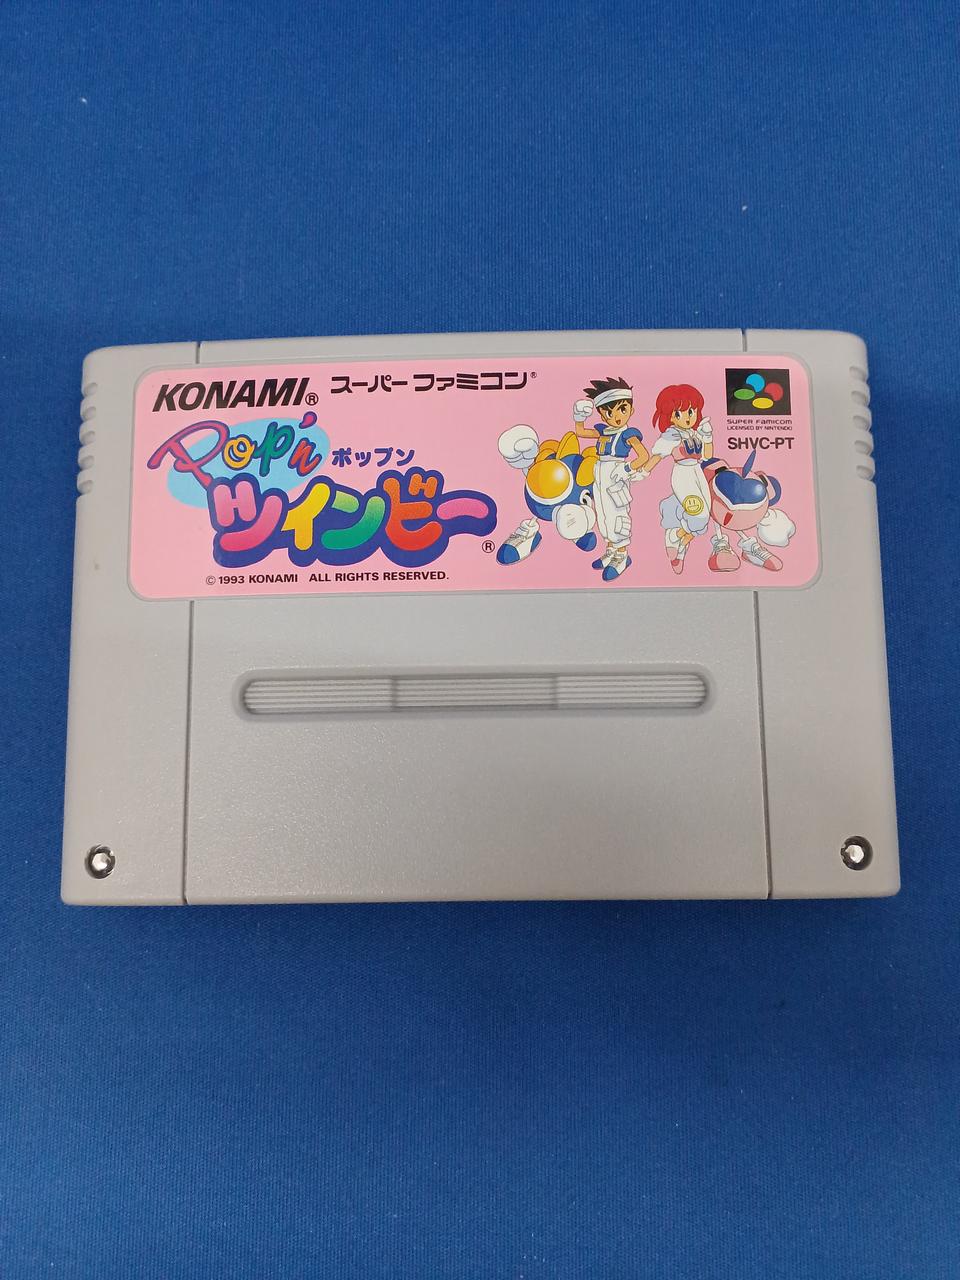 KONAMI® スーパーファミコン®
Pop'n ポップン
ツインビー®
© 1993 KONAMI ALL RIGHTS RESERVED.
SUPER FAMICOM
LICENSED BY NINTENDO
SHVC-PT